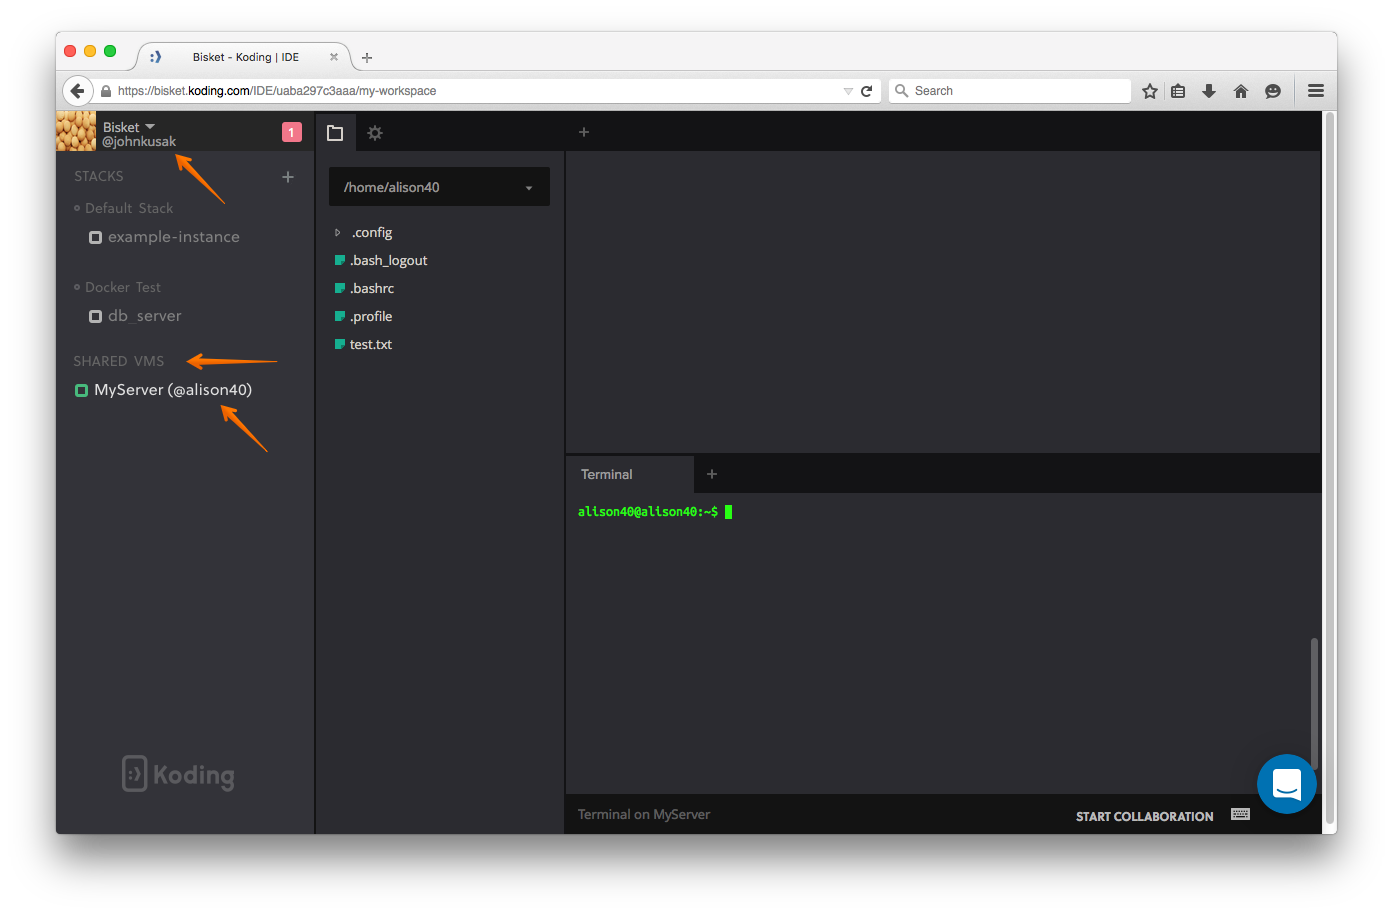 Bisket - Koding | IDE
https://bisket.koding.com/IDE/uaba297c3aaa/my-workspace
Search
Bisket
@johnkusak
1
STACKS
Default Stack
example-instance
Docker Test
db_server
SHARED VMS
MyServer (@alison40)
Koding
/home/alison40
.config
.bash_logout
.bashrc
.profile
test.txt
Terminal
alison40@alison40:~$
Terminal on MyServer
START COLLABORATION